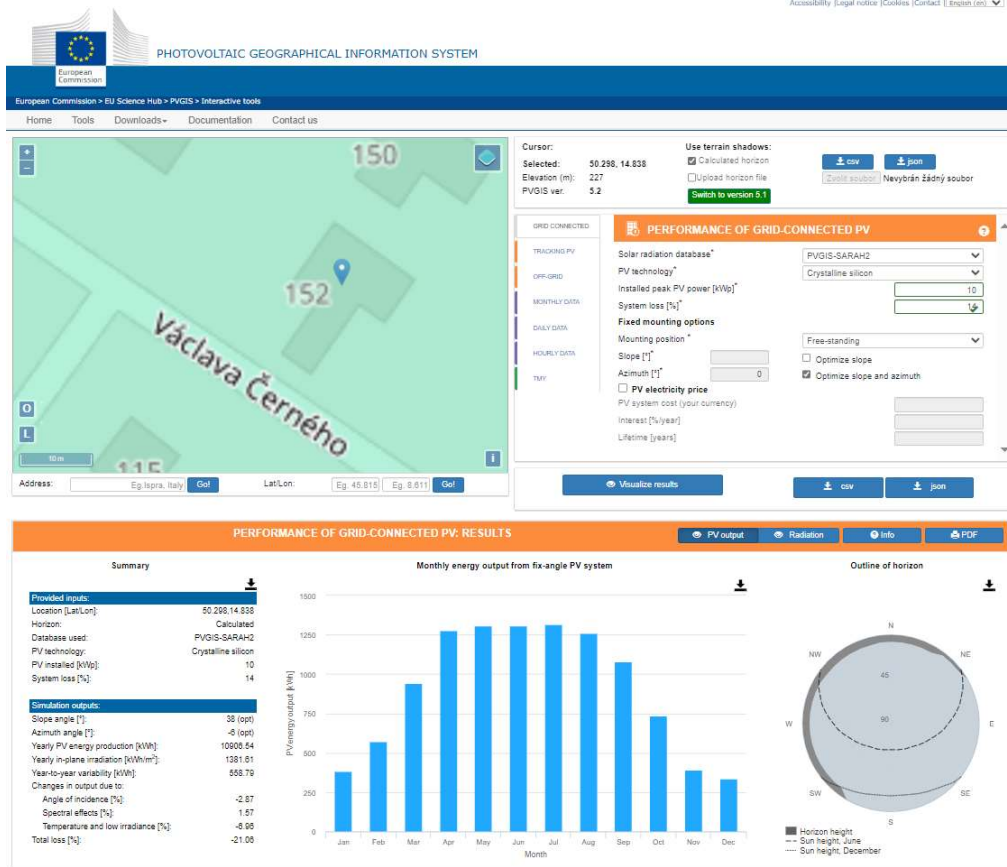 Accessibility |Legal notice |Cookies |Contact | English (en)
European
Commission
PHOTOVOLTAIC GEOGRAPHICAL INFORMATION SYSTEM
European Commission > EU Science Hub > PVGIS > Interactive tools
Home Tools Downloads Documentation Contact us
+
-
150
152
Václava Černého
115
O
L
10 m
i
Address: Eg.Ispra, Italy Go! Lat/Lon: Eg. 45.815 Eg. 8.611 Go!
Cursor:
Selected: 50.298, 14.838
Elevation (m): 227
PVGIS ver. 5.2
Use terrain shadows:
Calculated horizon
Upload horizon file
Switch to version 5.1
csv json
Zvolit soubor Nevybrán žádný soubor
GRID CONNECTED
TRACKING PV
OFF-GRID
MONTHLY DATA
DAILY DATA
HOURLY DATA
TMY
PERFORMANCE OF GRID-CONNECTED PV
Solar radiation database* PVGIS-SARAH2
PV technology* Crystalline silicon
Installed peak PV power [kWp]* 10
System loss [%]*
Fixed mounting options
Mounting position * Free-standing
Slope [°]* Optimize slope
Azimuth [°]* 0 Optimize slope and azimuth
PV electricity price
PV system cost (your currency)
Interest [%/year]
Lifetime [years]
Visualize results csv json
PERFORMANCE OF GRID-CONNECTED PV: RESULTS
PV output Radiation Info PDF
Summary
Provided inputs:
Location [Lat/Lon]: 50.298,14.838
Horizon: Calculated
Database used: PVGIS-SARAH2
PV technology: Crystalline silicon
PV installed [kWp]: 10
System loss [%]: 14
Simulation outputs:
Slope angle [°]: 38 (opt)
Azimuth angle [°]: -6 (opt)
Yearly PV energy production [kWh]: 10906.54
Yearly in-plane irradiation [kWh/m²]: 1381.61
Year-to-year variability [kWh]: 558.79
Changes in output due to:
Angle of incidence [%]: -2.87
Spectral effects [%]: 1.57
Temperature and low irradiance [%]: -6.96
Total loss [%]: -21.06
Monthly energy output from fix-angle PV system
PV energy output [kWh]
1500
1250
1000
750
500
250
0
Jan Feb Mar Apr May Jun Jul Aug Sep Oct Nov Dec
Month
Outline of horizon
N
NW NE
45
W 90 E
SW SE
S
Horizon height
Sun height, June
Sun height, December